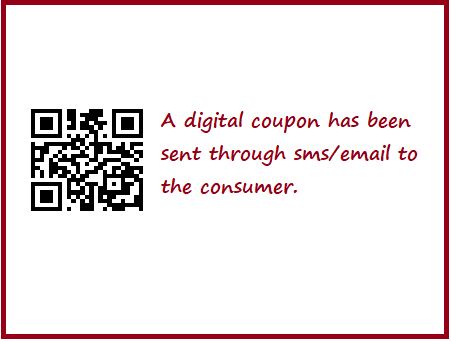 A digital coupon has been
sent through sms/email to
the consumer.